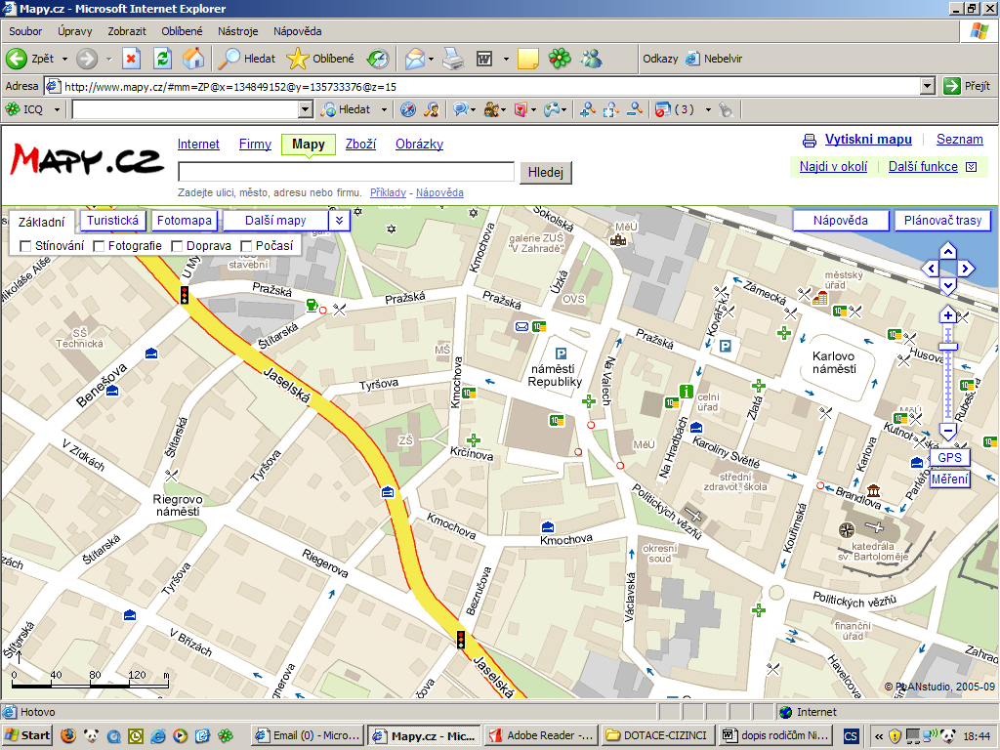 Mapy.cz - Microsoft Internet Explorer
Soubor Úpravy Zobrazit Oblíbené Nástroje Nápověda
Zpět Hledat Oblíbené Odkazy Nebelvir
Adresa http://www.mapy.cz/#mm=ZP@x=134849152@y=135733376@z=15 Přejít
ICQ Hledat (3)
MAPY.CZ
Internet Firmy Mapy Zboží Obrázky
Vytiskni mapu Seznam
Hledej
Najdi v okolí Další funkce
Zadejte ulici, město, adresu nebo firmu. Příklady - Nápověda
Základní Turistická Fotomapa Další mapy Nápověda Plánovač trasy
Stínování Fotografie Doprava Počasí
Sokolská
MěÚ
galerie ZUŠ
"V Zahradě"
Kmochova
U My
stavební
Mikoláše Alše
Úzká
OVS
městský
úřad
Zámecká
Pražská
Pražská
Pražská
Pražská
Kovářská
SŠ
Technická
Štítarská
MŠ
náměstí
Republiky
Na Valech
Karlovo
náměstí
Husova
Benešova
Jaselská
Tyršova
Kmochova
celní
úřad
Zlatá
Rubešova
MěÚ
Kutnohorská
Štítarská
ZŠ
Krčínova
MěÚ
Na Hradbách
Karoliny Světlé
Karlova
V Zídkách
Tyršova
střední
zdravot. škola
Parléřova
GPS
Měření
Riegrovo
náměstí
Politických vězňů
Brandlova
Kouřimská
Kmochova
Kmochova
katedrála
sv. Bartoloměje
Štítarská
Riegerova
okresní
soud
Tyršova
Bezručova
Václavská
Politických vězňů
finanční
úřad
V Břízách
Štítarská
Zahrad
Havelcova
Jaselská
0 40 80 120 m
© PLANstudio, 2005-09
Hotovo Internet
Start Email (0) - Micro... Mapy.cz - Mic... Adobe Reader - ... DOTACE-CIZINCI dopis rodičům Ni... CS 18:44